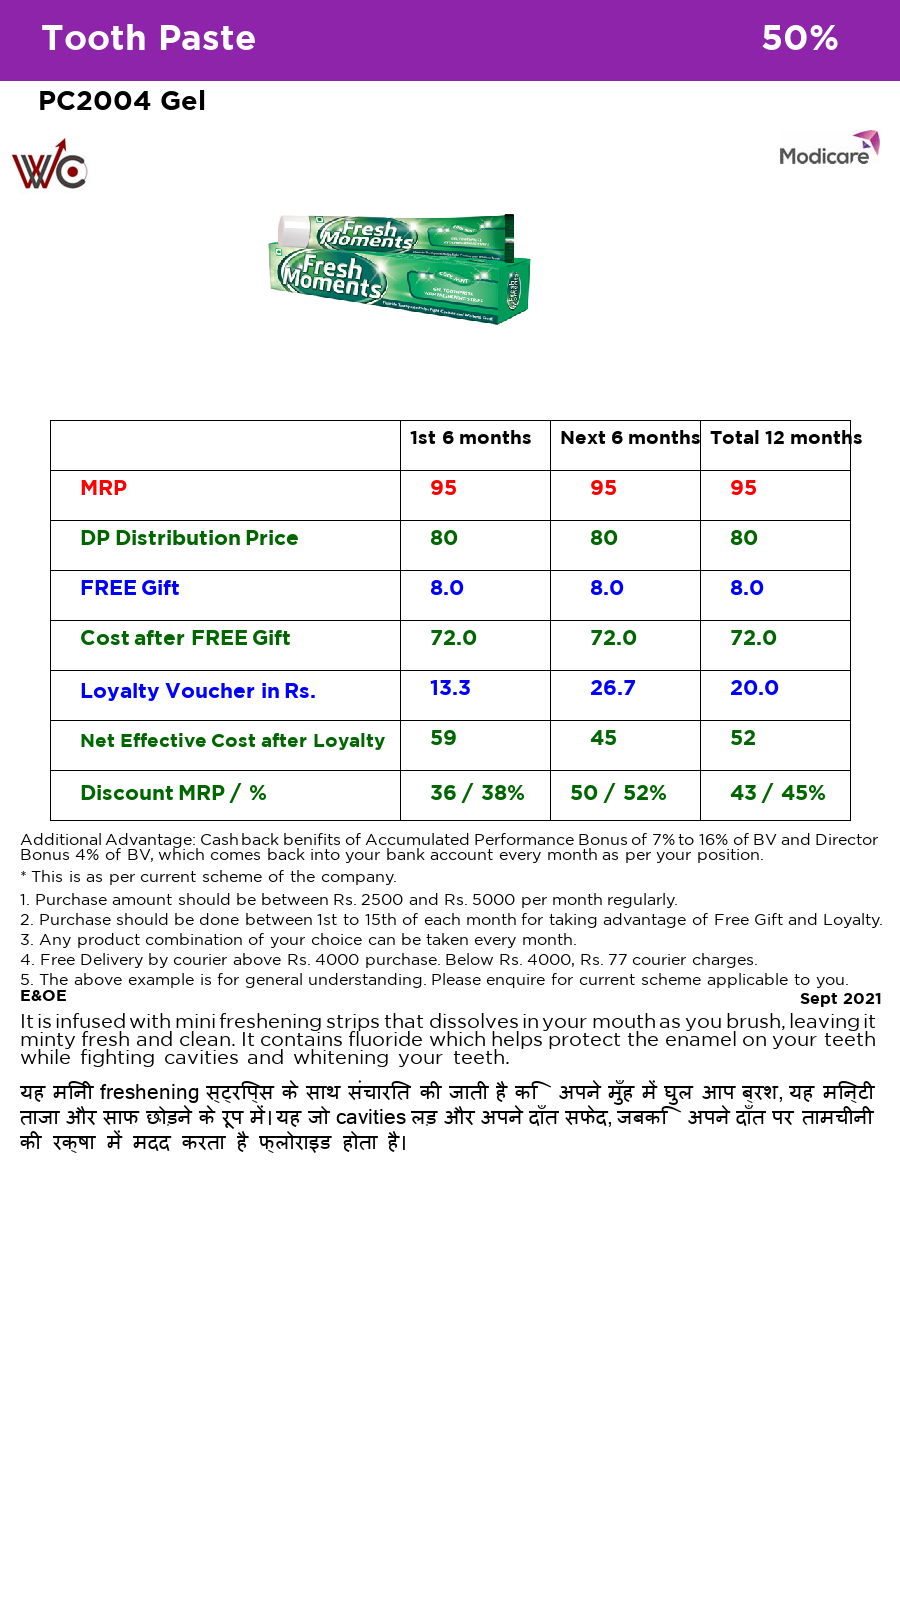 Tooth Paste 50%
PC2004 Gel
WC
Modicare
Fresh Moments
Fresh Moments
1st 6 months Next 6 months Total 12 months
MRP 95 95 95
DP Distribution Price 80 80 80
FREE Gift 8.0 8.0 8.0
Cost after FREE Gift 72.0 72.0 72.0
Loyalty Voucher in Rs. 13.3 26.7 20.0
Net Effective Cost after Loyalty 59 45 52
Discount MRP / % 36 / 38% 50 / 52% 43 / 45%
Additional Advantage: Cash back benifits of Accumulated Performance Bonus of 7% to 16% of BV and Director
Bonus 4% of BV, which comes back into your bank account every month as per your position.
* This is as per current scheme of the company.
1. Purchase amount should be between Rs. 2500 and Rs. 5000 per month regularly.
2. Purchase should be done between 1st to 15th of each month for taking advantage of Free Gift and Loyalty.
3. Any product combination of your choice can be taken every month.
4. Free Delivery by courier above Rs. 4000 purchase. Below Rs. 4000, Rs. 77 courier charges.
5. The above example is for general understanding. Please enquire for current scheme applicable to you.
E&OE Sept 2021
It is infused with mini freshening strips that dissolves in your mouth as you brush, leaving it
minty fresh and clean. It contains fluoride which helps protect the enamel on your teeth
while fighting cavities and whitening your teeth.
यह मिनी freshening स्ट्रिप्स के साथ संचारित की जाती है कि अपने मुँह में घुल आप ब्रश, यह मिन्टी
ताजा और साफ छोड़ने के रूप में। यह जो cavities लड़ और अपने दाँत सफेद, जबकि अपने दाँत पर तामचीनी
की रक्षा में मदद करता है फ्लोराइड होता है।